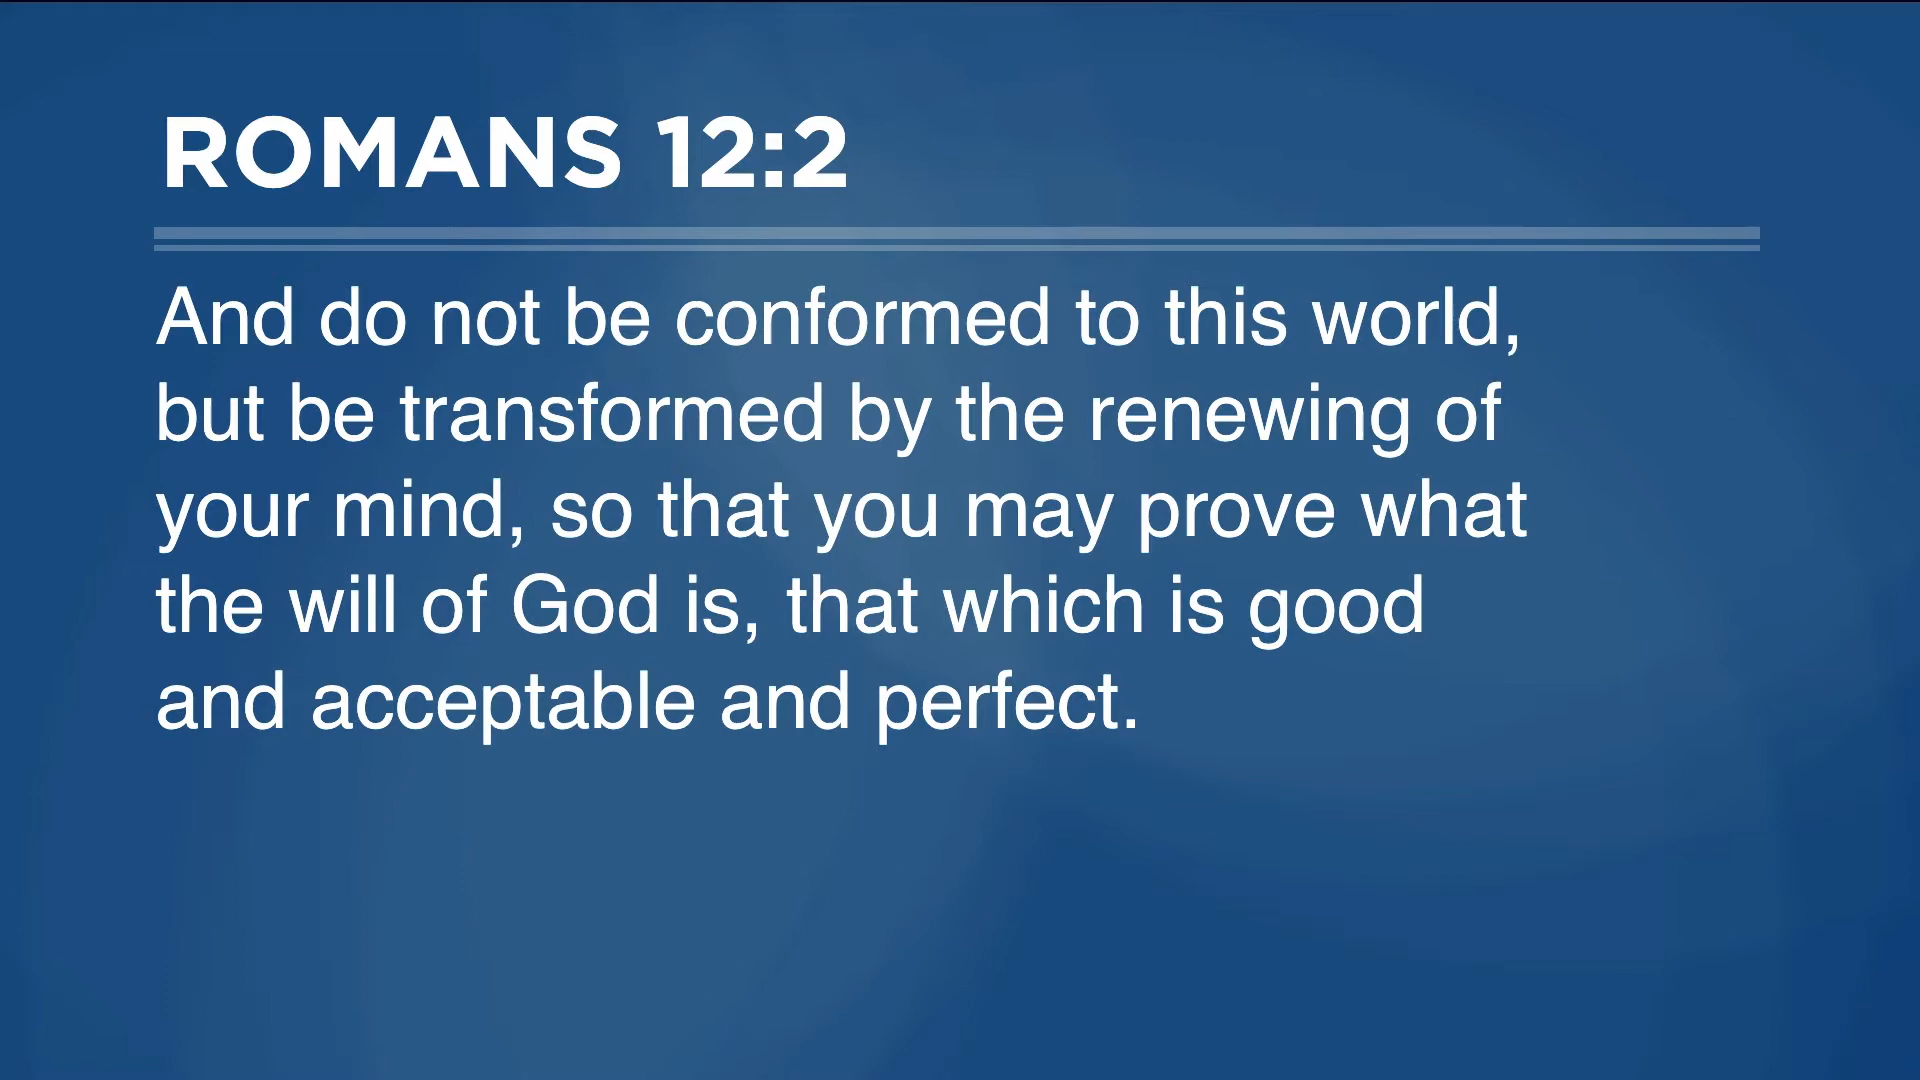 ROMANS 12:2
And do not be conformed to this world,
but be transformed by the renewing of
your mind, so that you may prove what
the will of God is, that which is good
and acceptable and perfect.